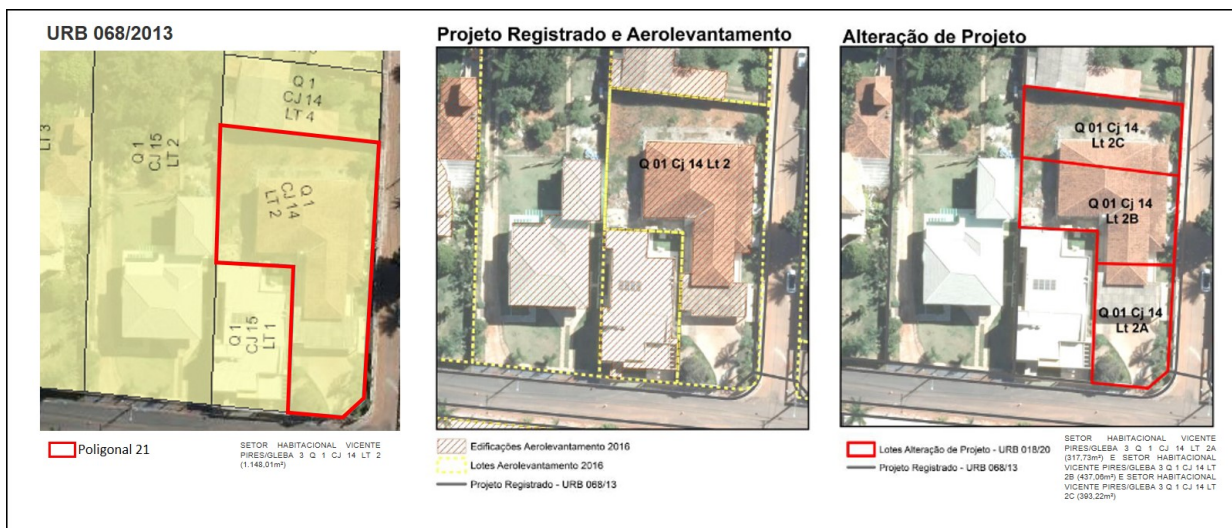 URB 068/2013
Q 1
CJ 14
LT 4
LT 3
Q 1
CJ 15
LT 2
Q 1
CJ 14
LT 2
Q 1
CJ 15
LT 1
Poligonal 21
SETOR HABITACIONAL VICENTE
PIRES/GLEBA 3 Q 1 CJ 14 LT 2
(1.148,01m²)
Projeto Registrado e Aerolevantamento
Q 01 Cj 14 Lt 2
Edificações Aerolevantamento 2016
Lotes Aerolevantamento 2016
Projeto Registrado - URB 068/13
Alteração de Projeto
Q 01 Cj 14
Lt 2C
Q 01 Cj 14
Lt 2B
Q 01 Cj 14
Lt 2A
Lotes Alteração de Projeto - URB 018/20
Projeto Registrado - URB 068/13
SETOR HABITACIONAL VICENTE
PIRES/GLEBA 3 Q 1 CJ 14 LT 2A
(317,73m²) E SETOR HABITACIONAL
VICENTE PIRES/GLEBA 3 Q 1 CJ 14 LT
2B (437,06m²) E SETOR HABITACIONAL
VICENTE PIRES/GLEBA 3 Q 1 CJ 14 LT
2C (393,22m²)